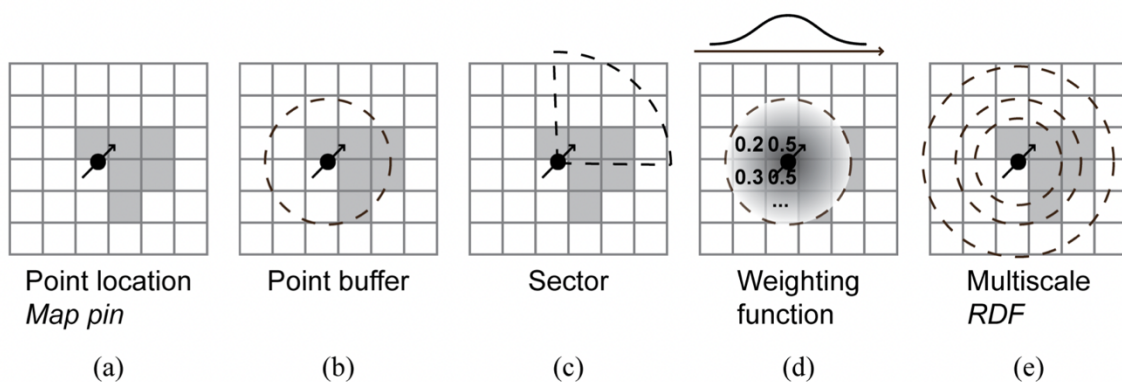 0.2 0.5
0.3 0.5
...
Point location
Map pin
Point buffer
Sector
Weighting
function
Multiscale
RDF
(a)
(b)
(c)
(d)
(e)